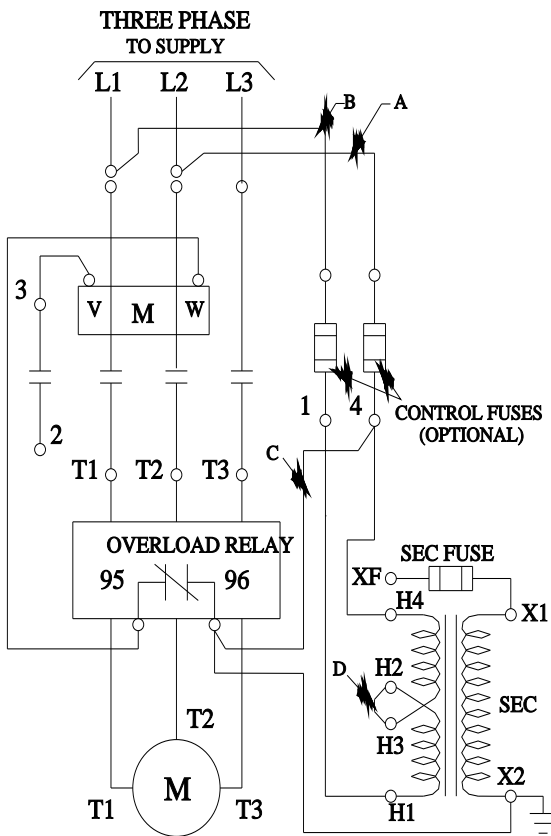 THREE PHASE
TO SUPPLY
L1 L2 L3
B A
3
V M W
2
1 4
CONTROL FUSES
(OPTIONAL)
C
T1 T2 T3
OVERLOAD RELAY
95 96
SEC FUSE
XF
H4 X1
D H2
SEC
H3
T2
X2
T1 M T3
H1